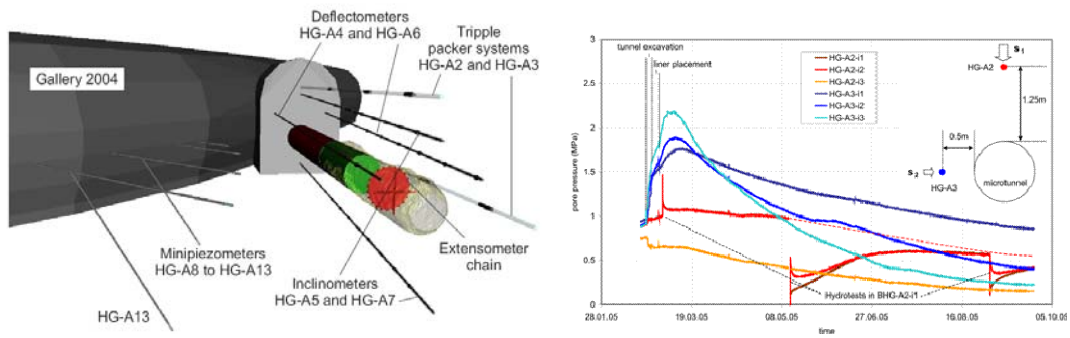 Deflectometers
HG-A4 and HG-A6
Tripple
packer systems
HG-A2 and HG-A3
Gallery 2004
Minipiezometers
HG-A8 to HG-A13
HG-A13
Inclinometers
HG-A5 and HG-A7
Extensometer
chain
pore pressure (MPa)
3
2.5
2
1.5
1
0.5
0
tunnel excavation
liner placement
HG-A2-i1
HG-A2-i2
HG-A2-i3
HG-A3-i1
HG-A3-i2
HG-A3-i3
s1
HG-A2
1.25m
0.5m
s2
HG-A3
microtunnel
Hydrotests in BHG-A2-i1
28.01.05
19.03.05
08.05.05
27.06.05
16.08.05
05.10.05
time